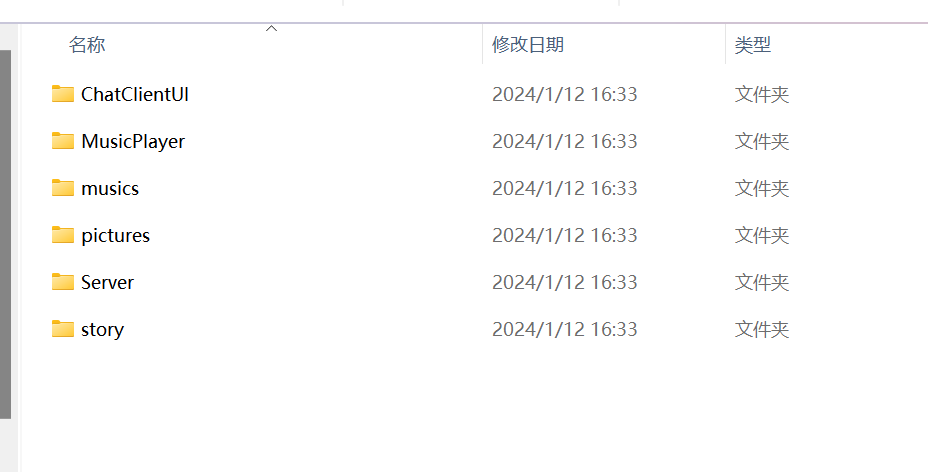 名称 修改日期 类型
ChatClientUI 2024/1/12 16:33 文件夹
MusicPlayer 2024/1/12 16:33 文件夹
musics 2024/1/12 16:33 文件夹
pictures 2024/1/12 16:33 文件夹
Server 2024/1/12 16:33 文件夹
story 2024/1/12 16:33 文件夹